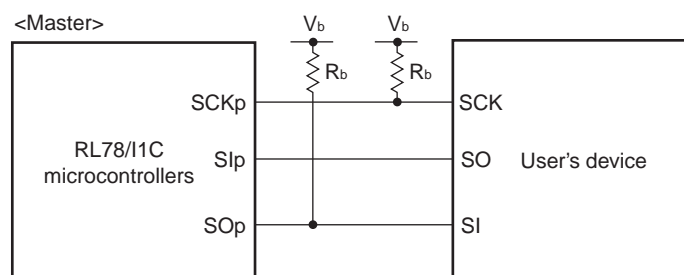 <Master>
Vb
Vb
Rb
Rb
SCKp
SCK
RL78/I1C
microcontrollers
SIp
SO
User's device
SOp
SI